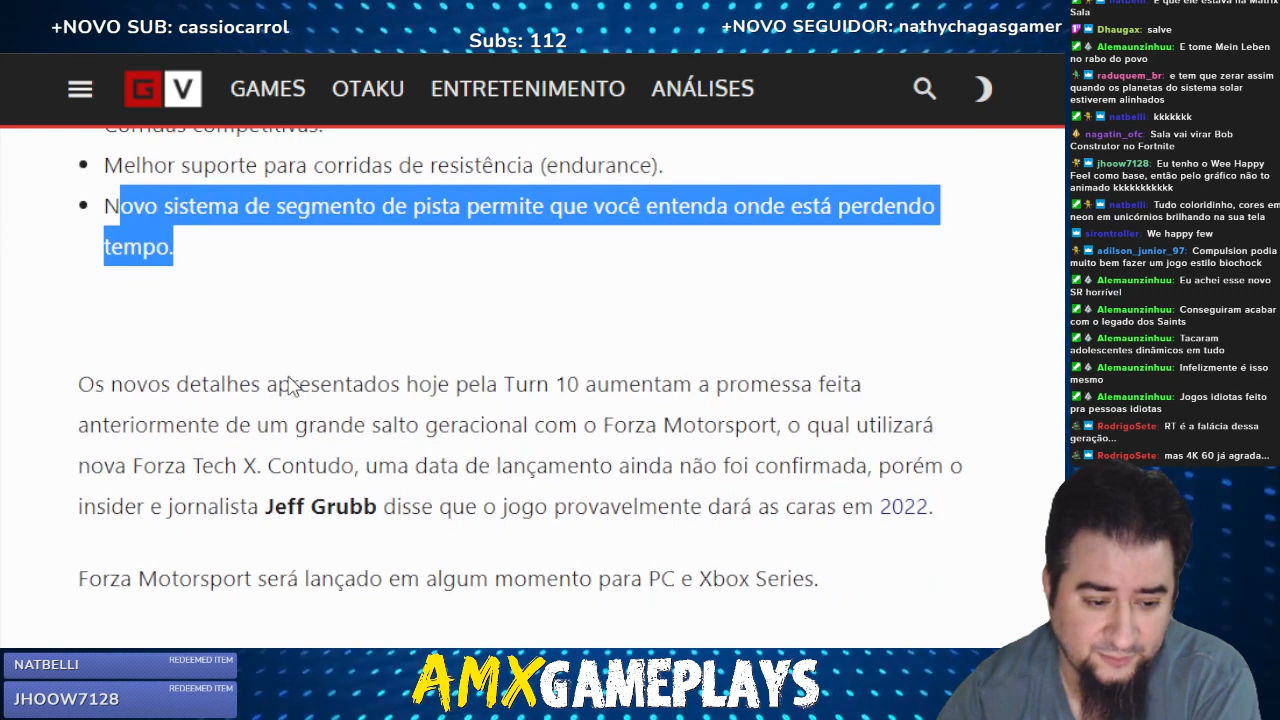 +NOVO SUB: cassiocarrol
Subs: 112
+NOVO SEGUIDOR: nathychagasgamer
G V
GAMES
OTAKU
ENTRETENIMENTO
ANÁLISES
Corridas competitivas.
Melhor suporte para corridas de resistência (endurance).
Novo sistema de segmento de pista permite que você entenda onde está perdendo
tempo.
Os novos detalhes apresentados hoje pela Turn 10 aumentam a promessa feita
anteriormente de um grande salto geracional com o Forza Motorsport, o qual utilizará
nova Forza Tech X. Contudo, uma data de lançamento ainda não foi confirmada, porém o
insider e jornalista Jeff Grubb disse que o jogo provavelmente dará as caras em 2022.
Forza Motorsport será lançado em algum momento para PC e Xbox Series.
natbelli: E que ele estava na Matrix
Sala
Dhaugax: salve
Alemaunzinhuu: E tome Mein Leben
no rabo do povo
raduquem_br: e tem que zerar assim
quando os planetas do sistema solar
estiverem alinhados
natbelli: kkkkkkk
nagatin_ofc: Sala vai virar Bob
Construtor no Fortnite
jhoow7128: Eu tenho o Wee Happy
Feel como base, então pelo gráfico não to
animado kkkkkkkkkkk
natbelli: Tudo coloridinho, cores em
neon em unicórnios brilhando na sua tela
sirontroller: We happy few
adilson_junior_97: Compulsion podia
muito bem fazer um jogo estilo biochock
Alemaunzinhuu: Eu achei esse novo
SR horrível
Alemaunzinhuu: Conseguiram acabar
com o legado dos Saints
Alemaunzinhuu: Tacaram
adolescentes dinâmicos em tudo
Alemaunzinhuu: Infelizmente é isso
mesmo
Alemaunzinhuu: Jogos idiotas feito
pra pessoas idiotas
RodrigoSete: RT é a falácia dessa
geração...
RodrigoSete: mas 4K 60 já agrada...
NATBELLI
REDEEMED ITEM
JHOOW7128
REDEEMED ITEM
AMXGAMEPLAYS